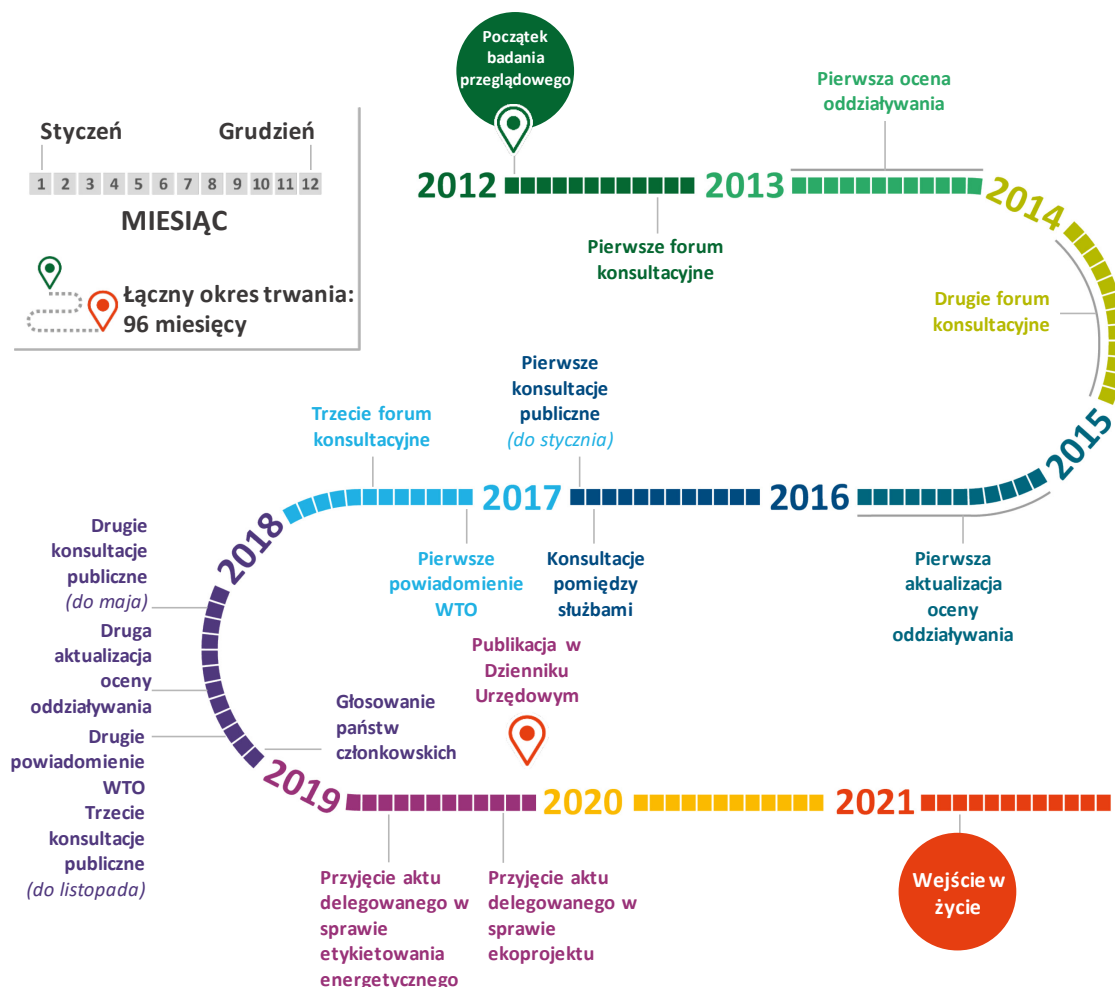 Początek
badania
przeglądowego
Pierwsza ocena
oddziaływania
Styczeń
Grudzień
1 2 3 4 5 6 7 8 9 10 11 12
MIESIĄC
Łączny okres trwania:
96 miesięcy
2012
2013
2014
Pierwsze forum
konsultacyjne
Drugie forum
konsultacyjne
2015
Pierwsze
konsultacje
publiczne
(do stycznia)
Trzecie forum
konsultacyjne
2018
2017
2016
Pierwsze
powiadomienie
WTO
Konsultacje
pomiędzy
służbami
Pierwsza
aktualizacja
oceny
oddziaływania
Drugie
konsultacje
publiczne
(do maja)
Druga
aktualizacja
oceny
oddziaływania
Drugie
powiadomienie
WTO
Trzecie
konsultacje
publiczne
(do listopada)
Głosowanie
państw
członkowskich
Publikacja w
Dzienniku
Urzędowym
2019
2020
2021
Przyjęcie aktu
delegowanego w
sprawie
etykietowania
energetycznego
Przyjęcie aktu
delegowanego w
sprawie
ekoprojektu
Wejście w
życie